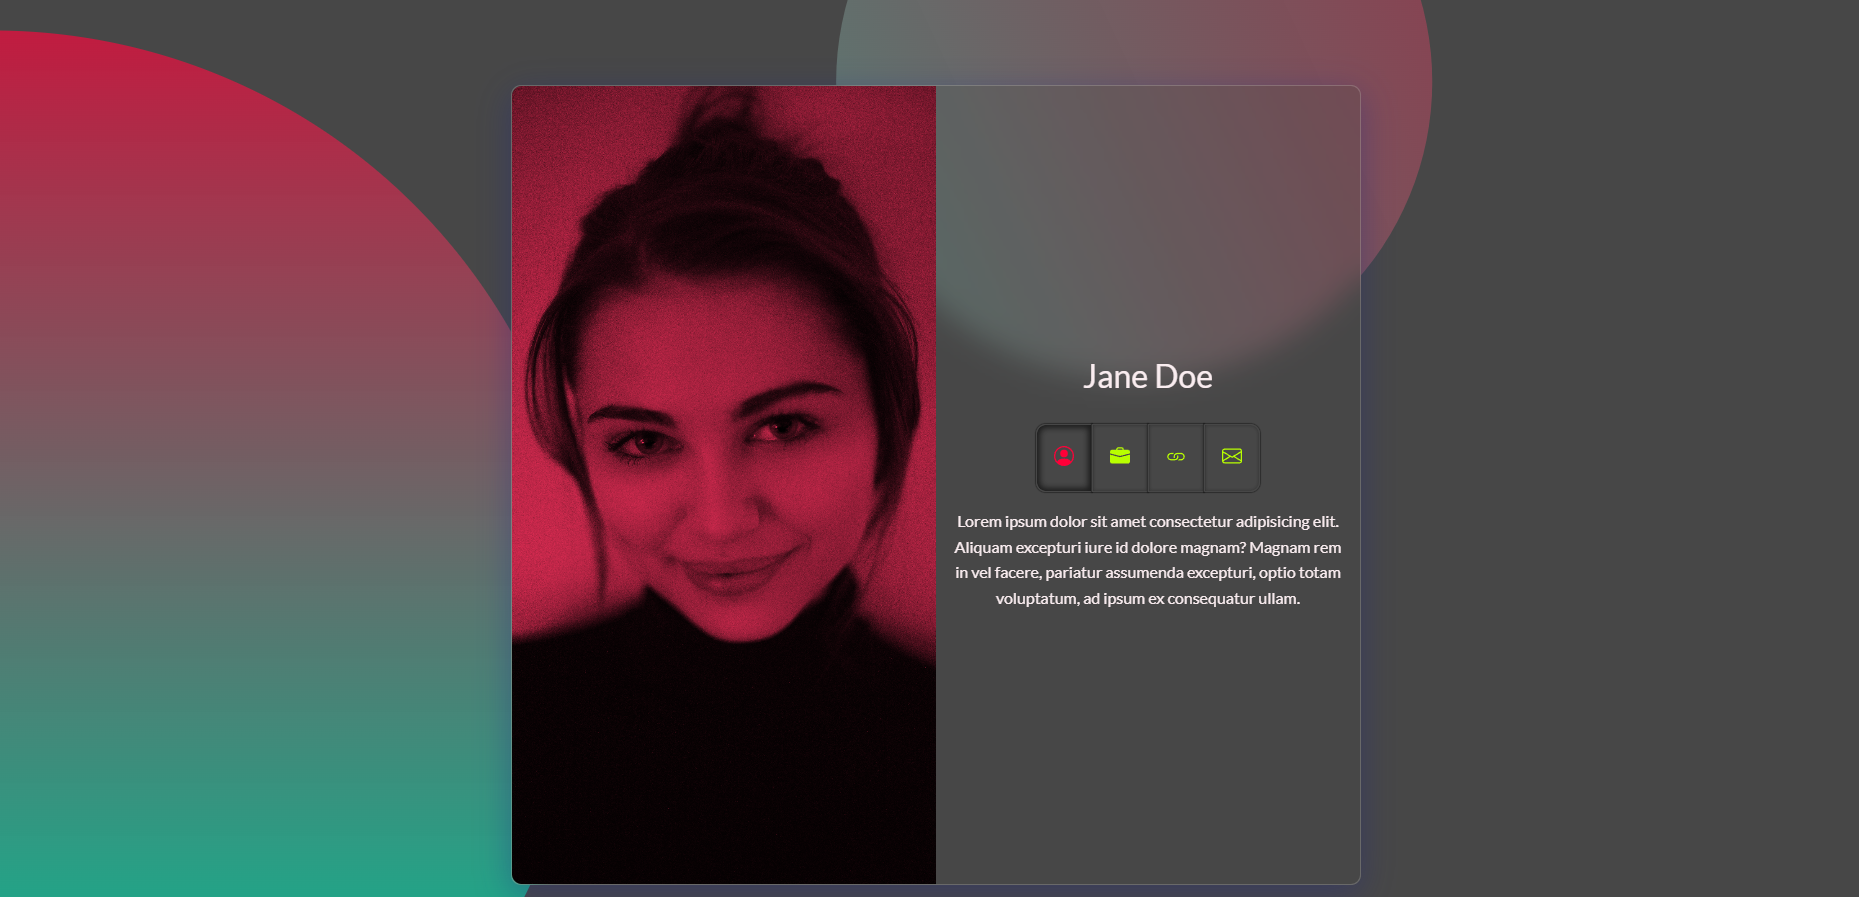 Jane Doe
Lorem ipsum dolor sit amet consectetur adipisicing elit.
Aliquam excepturi iure id dolore magnam? Magnam rem
in vel facere, pariatur assumenda excepturi, optio totam
voluptatum, ad ipsum ex consequatur ullam.